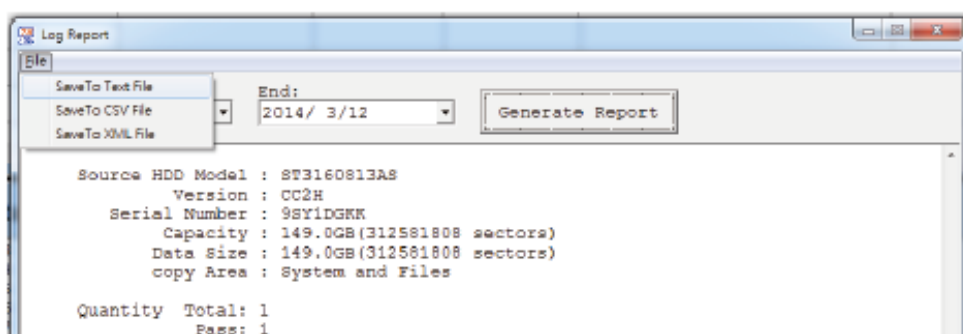 Log Report
File
SaveTo Text File
SaveTo CSV File
SaveTo XML File
End:
2014/ 3/12
Generate Report
Source HDD Model : ST3160813AS
Version : CC2H
Serial Number : 9SY1DGKK
Capacity : 149.0GB(312581808 sectors)
Data Size : 149.0GB(312581808 sectors)
copy Area : System and Files
Quantity Total: 1
Pass: 1